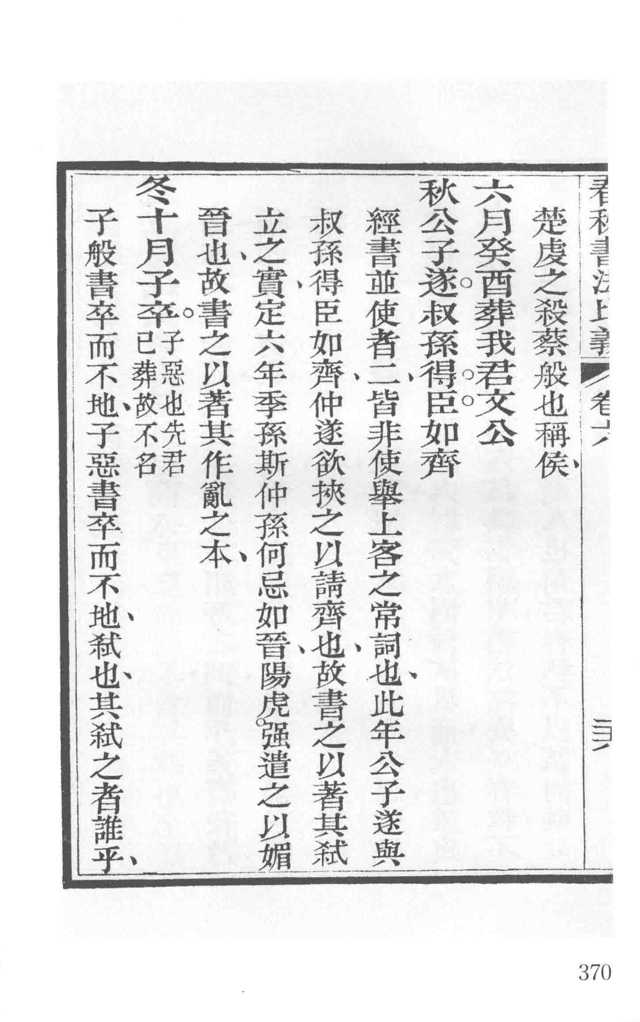 春秋書法比義 卷六 三六
楚虔之殺蔡般也稱侯、
六月癸酉葬我君文公
秋公子遂叔孫得臣如齊
經書並使者二皆非使舉上客之常詞也、此年公子遂與
叔孫得臣如齊、仲遂欲挾之以請齊也、故書之以著其弒
立之實、定六年季孫斯仲孫何忌如晉、陽虎强遣之以媚
晉也、故書之以著其作亂之本、
冬十月子卒。子惡也先君
已葬故不名
子般書卒而不地、子惡書卒而不地、弒也、其弒之者誰乎、
370